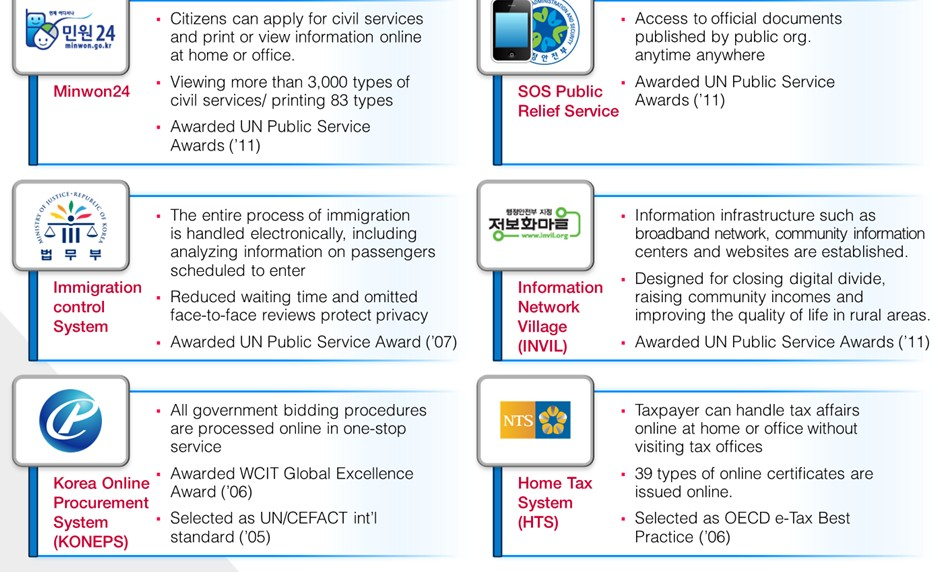 민원24
minwon.go.kr
Minwon24
▪ Citizens can apply for civil services
and print or view information online
at home or office.
▪ Viewing more than 3,000 types of
civil services/ printing 83 types
▪ Awarded UN Public Service
Awards (’11)
ADMINISTRATION AND SECURITY
정안전부
SOS Public
Relief Service
▪ Access to official documents
published by public org.
anytime anywhere
▪ Awarded UN Public Service
Awards (’11)
MINISTRY OF JUSTICE · REPUBLIC OF KOREA
법 무 부
Immigration
control
System
▪ The entire process of immigration
is handled electronically, including
analyzing information on passengers
scheduled to enter
▪ Reduced waiting time and omitted
face-to-face reviews protect privacy
▪ Awarded UN Public Service Award (’07)
행정안전부 지정
정보화마을
www.invil.org
Information
Network
Village
(INVIL)
▪ Information infrastructure such as
broadband network, community information
centers and websites are established.
▪ Designed for closing digital divide,
raising community incomes and
improving the quality of life in rural areas.
▪ Awarded UN Public Service Awards (’11)
Korea Online
Procurement
System
(KONEPS)
▪ All government bidding procedures
are processed online in one-stop
service
▪ Awarded WCIT Global Excellence
Award (’06)
▪ Selected as UN/CEFACT int’l
standard (’05)
NTS
Home Tax
System
(HTS)
▪ Taxpayer can handle tax affairs
online at home or office without
visiting tax offices
▪ 39 types of online certificates are
issued online.
▪ Selected as OECD e-Tax Best
Practice (’06)